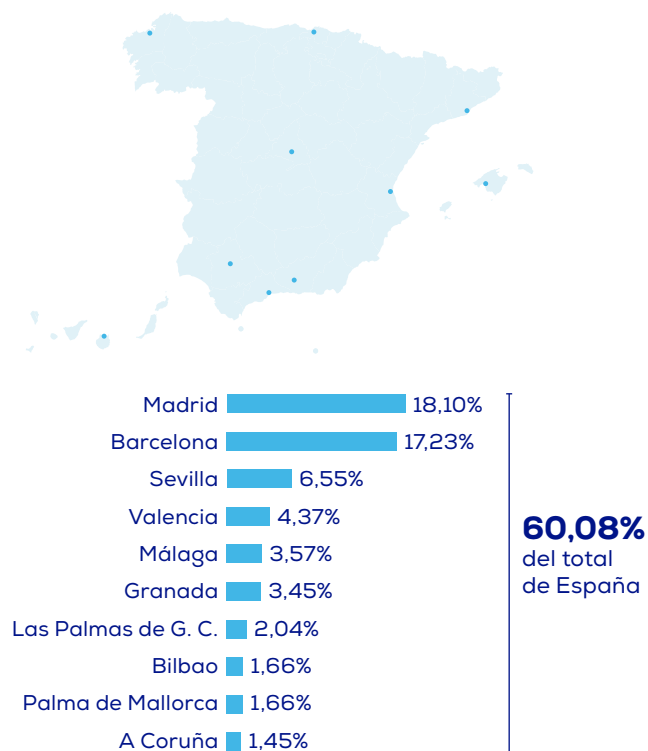 Madrid 18,10%
Barcelona 17,23%
Sevilla 6,55%
Valencia 4,37%
Málaga 3,57%
Granada 3,45%
Las Palmas de G. C. 2,04%
Bilbao 1,66%
Palma de Mallorca 1,66%
A Coruña 1,45%
60,08%
del total
de España